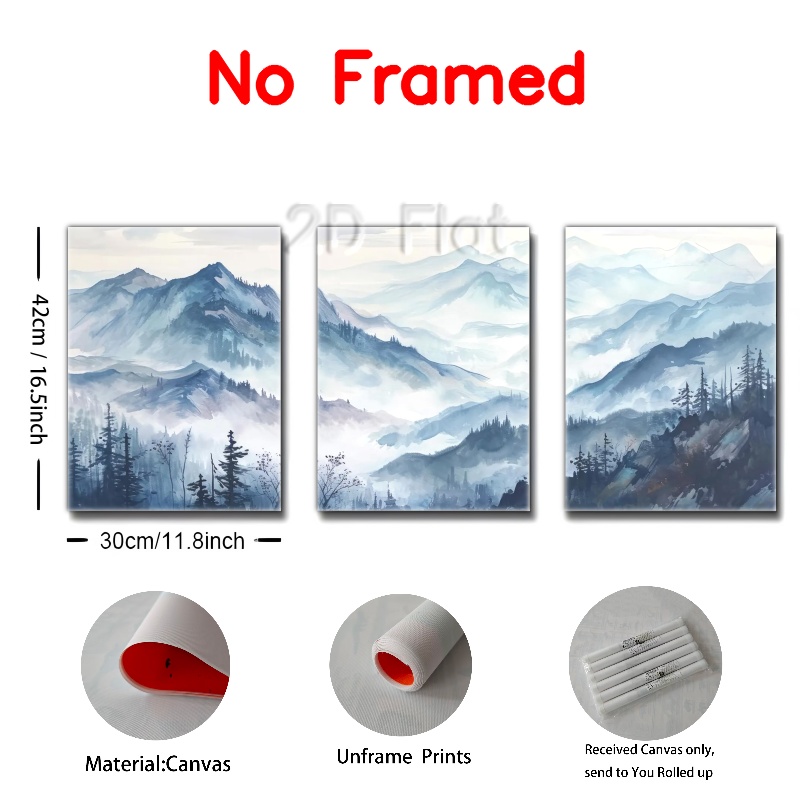 No Framed
2D Flat
42cm / 16.5inch
30cm/11.8inch
Material:Canvas
Unframe Prints
Received Canvas only,
send to You Rolled up